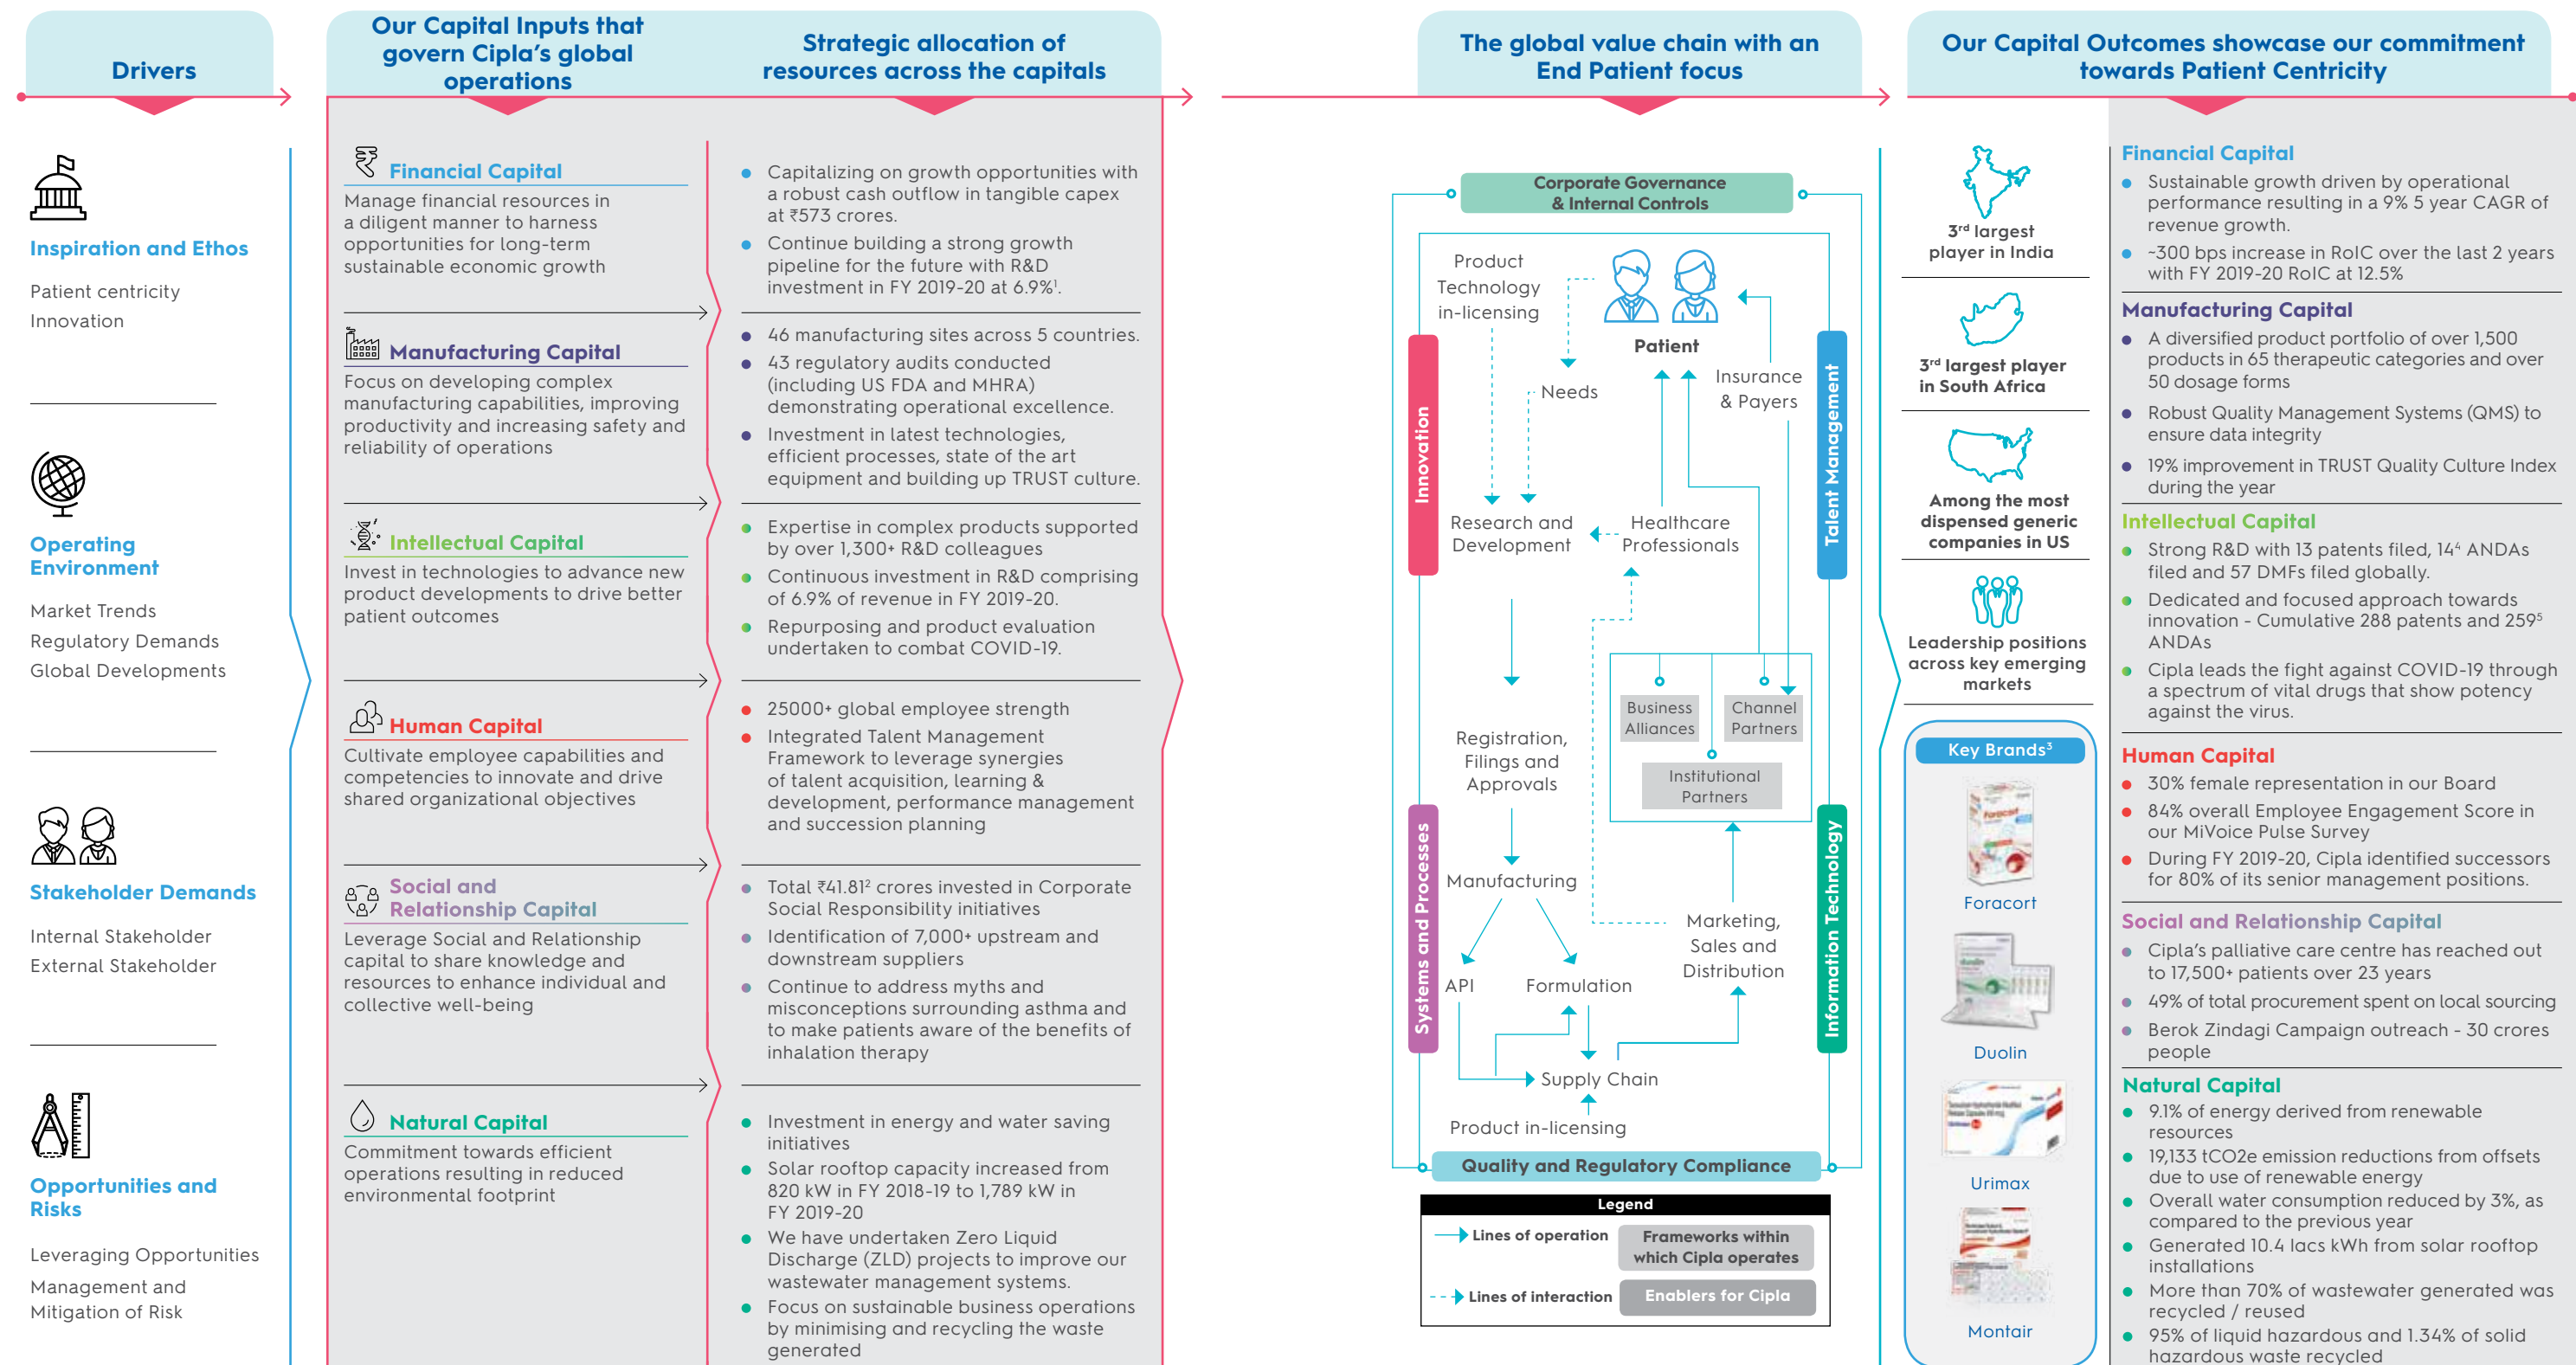 Drivers
Inspiration and Ethos
Patient centricity
Innovation
Operating
Environment
Market Trends
Regulatory Demands
Global Developments
Stakeholder Demands
Internal Stakeholder
External Stakeholder
Opportunities and
Risks
Leveraging Opportunities
Management and
Mitigation of Risk
Our Capital Inputs that
govern Cipla's global
operations
Financial Capital
Manage financial resources in
a diligent manner to harness
opportunities for long-term
sustainable economic growth
Manufacturing Capital
Focus on developing complex
manufacturing capabilities, improving
productivity and increasing safety and
reliability of operations
Intellectual Capital
Invest in technologies to advance new
product developments to drive better
patient outcomes
Human Capital
Cultivate employee capabilities and
competencies to innovate and drive
shared organizational objectives
Social and
Relationship Capital
Leverage Social and Relationship
capital to share knowledge and
resources to enhance individual and
collective well-being
Natural Capital
Commitment towards efficient
operations resulting in reduced
environmental footprint
Strategic allocation of
resources across the capitals
Capitalizing on growth opportunities with
a robust cash outflow in tangible capex
at ₹573 crores.
Continue building a strong growth
pipeline for the future with R&D
investment in FY 2019-20 at 6.9%¹.
46 manufacturing sites across 5 countries.
43 regulatory audits conducted
(including US FDA and MHRA)
demonstrating operational excellence.
Investment in latest technologies,
efficient processes, state of the art
equipment and building up TRUST culture.
Expertise in complex products supported
by over 1,300+ R&D colleagues
Continuous investment in R&D comprising
of 6.9% of revenue in FY 2019-20.
Repurposing and product evaluation
undertaken to combat COVID-19.
25000+ global employee strength
Integrated Talent Management
Framework to leverage synergies
of talent acquisition, learning &
development, performance management
and succession planning
Total ₹41.81² crores invested in Corporate
Social Responsibility initiatives
Identification of 7,000+ upstream and
downstream suppliers
Continue to address myths and
misconceptions surrounding asthma and
to make patients aware of the benefits of
inhalation therapy
Investment in energy and water saving
initiatives
Solar rooftop capacity increased from
820 kW in FY 2018-19 to 1,789 kW in
FY 2019-20
We have undertaken Zero Liquid
Discharge (ZLD) projects to improve our
wastewater management systems.
Focus on sustainable business operations
by minimising and recycling the waste
generated
The global value chain with an
End Patient focus
Corporate Governance
& Internal Controls
Product
Technology
in-licensing
Patient
Needs
Insurance
& Payers
Innovation
Talent Management
Research and
Development
Healthcare
Professionals
Business
Alliances
Channel
Partners
Institutional
Partners
Registration,
Filings and
Approvals
Manufacturing
Systems and Processes
Information Technology
Marketing,
Sales and
Distribution
API
Formulation
Supply Chain
Product in-licensing
Quality and Regulatory Compliance
Legend
Lines of operation
Frameworks within
which Cipla operates
Lines of interaction
Enablers for Cipla
Our Capital Outcomes showcase our commitment
towards Patient Centricity
3rd largest
player in India
3rd largest player
in South Africa
Among the most
dispensed generic
companies in US
Leadership positions
across key emerging
markets
Key Brands³
Foracort
Foracort
Duolin
Urimax
Montair
Financial Capital
Sustainable growth driven by operational
performance resulting in a 9% 5 year CAGR of
revenue growth.
~300 bps increase in RoIC over the last 2 years
with FY 2019-20 RoIC at 12.5%
Manufacturing Capital
A diversified product portfolio of over 1,500
products in 65 therapeutic categories and over
50 dosage forms
Robust Quality Management Systems (QMS) to
ensure data integrity
19% improvement in TRUST Quality Culture Index
during the year
Intellectual Capital
Strong R&D with 13 patents filed, 14⁴ ANDAs
filed and 57 DMFs filed globally.
Dedicated and focused approach towards
innovation - Cumulative 288 patents and 259⁵
ANDAs
Cipla leads the fight against COVID-19 through
a spectrum of vital drugs that show potency
against the virus.
Human Capital
30% female representation in our Board
84% overall Employee Engagement Score in
our MiVoice Pulse Survey
During FY 2019-20, Cipla identified successors
for 80% of its senior management positions.
Social and Relationship Capital
Cipla's palliative care centre has reached out
to 17,500+ patients over 23 years
49% of total procurement spent on local sourcing
Berok Zindagi Campaign outreach - 30 crores
people
Natural Capital
9.1% of energy derived from renewable
resources
19,133 tCO2e emission reductions from offsets
due to use of renewable energy
Overall water consumption reduced by 3%, as
compared to the previous year
Generated 10.4 lacs kWh from solar rooftop
installations
More than 70% of wastewater generated was
recycled / reused
95% of liquid hazardous and 1.34% of solid
hazardous waste recycled